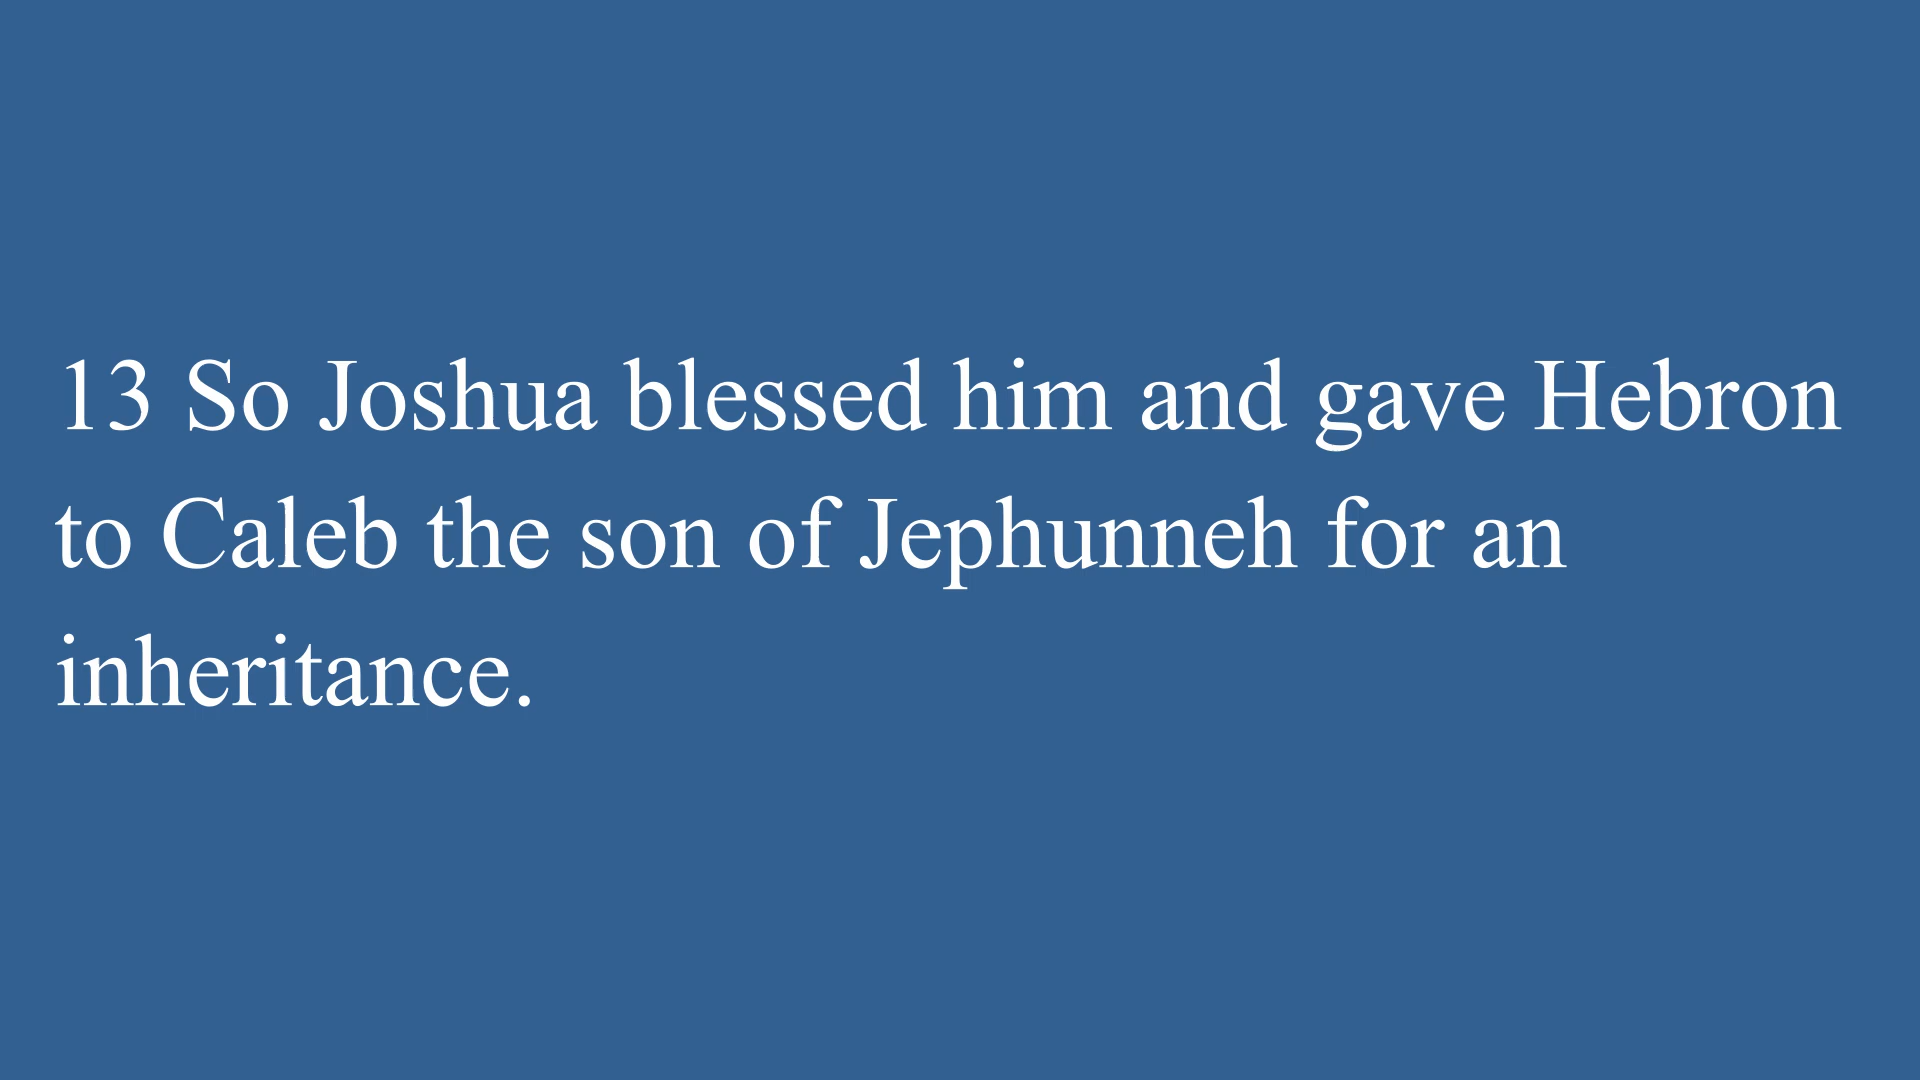 13 So Joshua blessed him and gave Hebron
to Caleb the son of Jephunneh for an
inheritance.